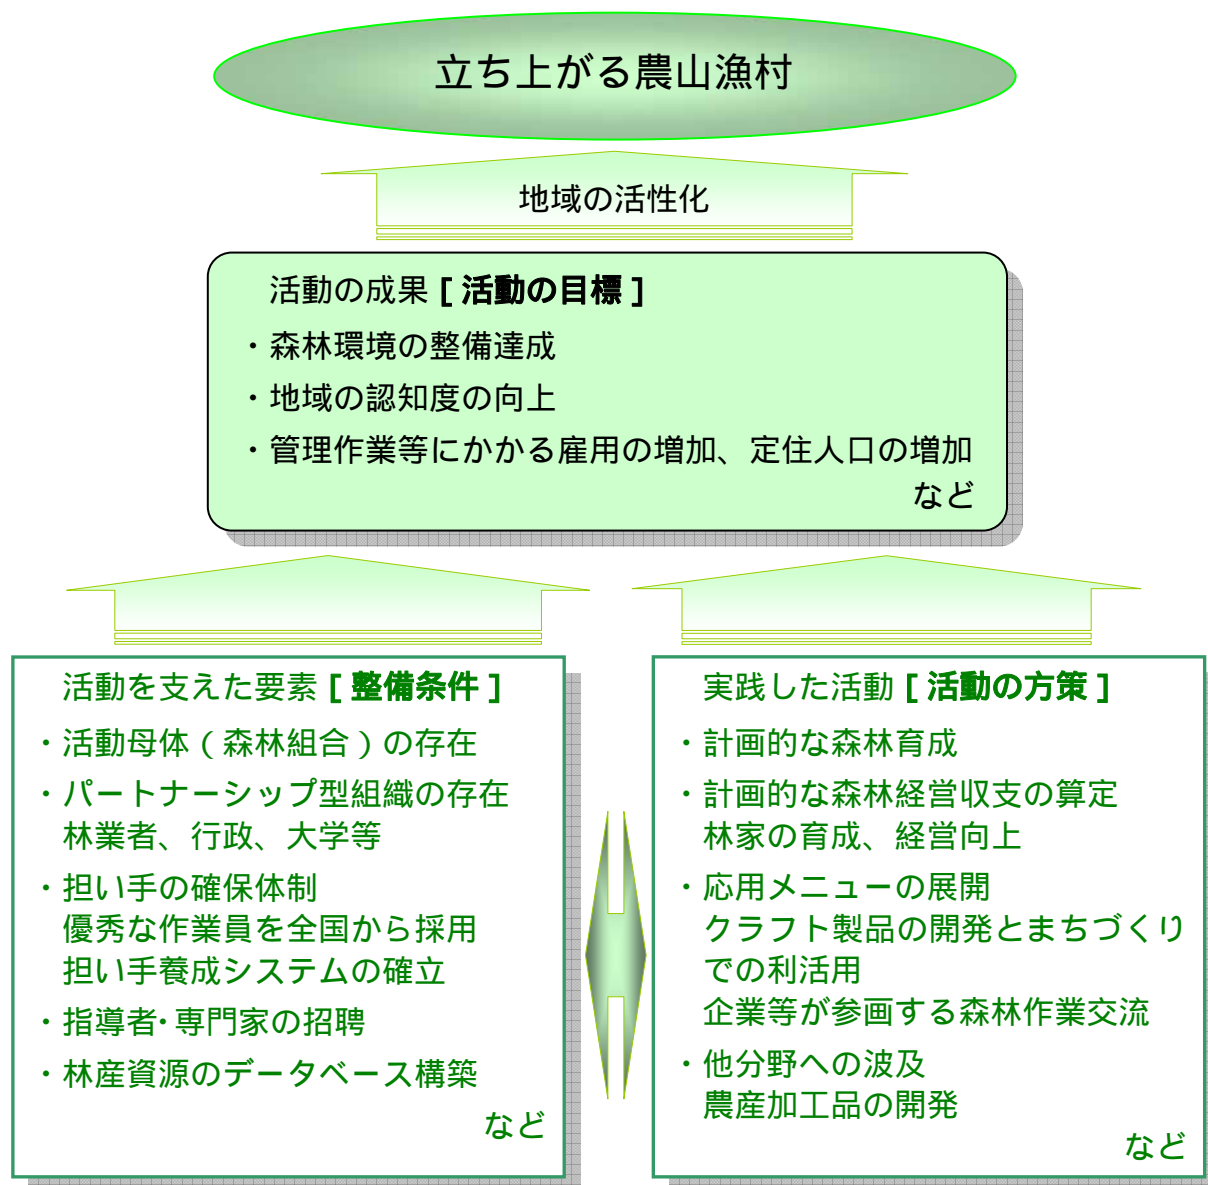 立ち上がる農山漁村
地域の活性化
活動の成果 [ 活動の目標 ]
・森林環境の整備達成
・地域の認知度の向上
・管理作業等にかかる雇用の増加、定住人口の増加
など
活動を支えた要素 [ 整備条件 ]
・活動母体（森林組合）の存在
・パートナーシップ型組織の存在
林業者、行政、大学等
・担い手の確保体制
優秀な作業員を全国から採用
担い手養成システムの確立
・指導者・専門家の招聘
・林産資源のデータベース構築
など
実践した活動 [ 活動の方策 ]
・計画的な森林育成
・計画的な森林経営収支の算定
林家の育成、経営向上
・応用メニューの展開
クラフト製品の開発とまちづくり
での利活用
企業等が参画する森林作業交流
・他分野への波及
農産加工品の開発
など